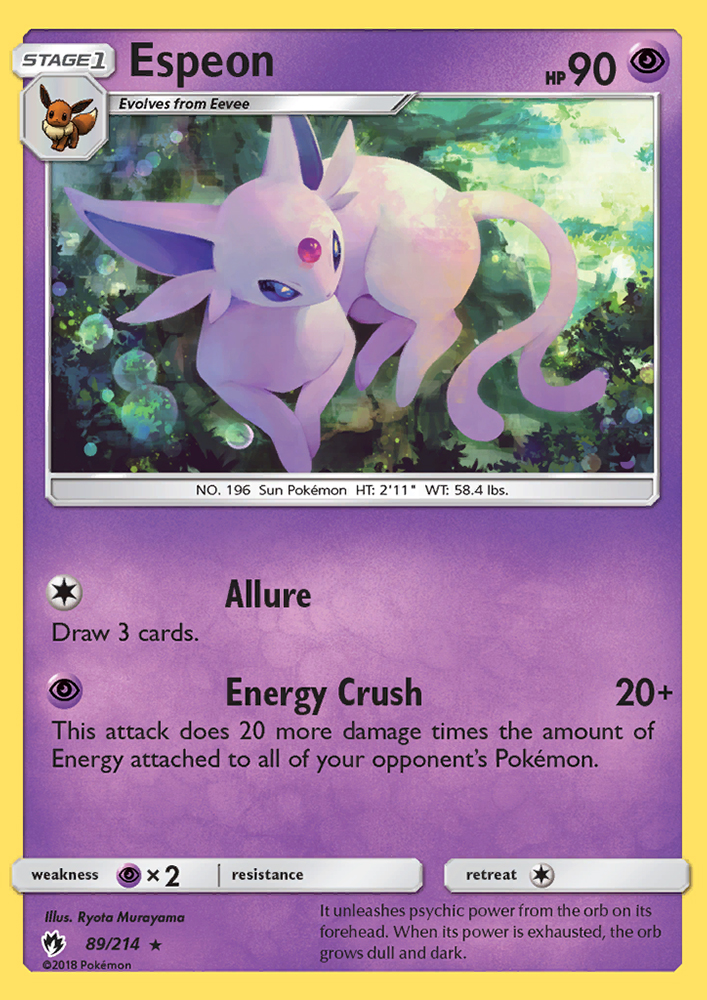 STAGE1
Espeon
HP 90
Evolves from Eevee
NO. 196 Sun Pokémon HT: 2'11" WT: 58.4 lbs.
Allure
Draw 3 cards.
Energy Crush 20+
This attack does 20 more damage times the amount of
Energy attached to all of your opponent's Pokémon.
weakness ×2 resistance retreat
Illus. Ryota Murayama
89/214 ★
©2018 Pokémon
It unleashes psychic power from the orb on its
forehead. When its power is exhausted, the orb
grows dull and dark.